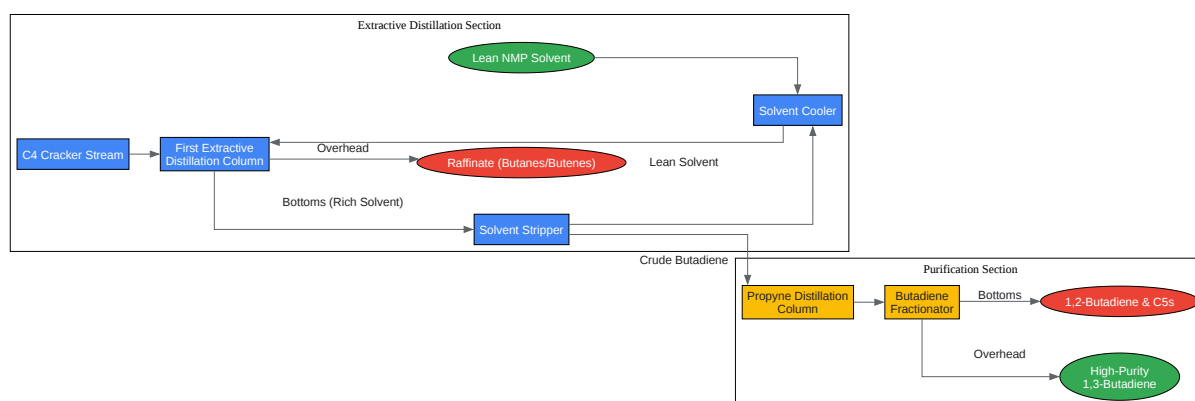 Extractive Distillation Section
Lean NMP Solvent
Solvent Cooler
C4 Cracker Stream
First Extractive
Distillation Column
Overhead
Raffinate (Butanes/Butenes)
Lean Solvent
Bottoms (Rich Solvent)
Solvent Stripper
Crude Butadiene
Purification Section
Propyne Distillation
Column
Butadiene
Fractionator
Bottoms
1,2-Butadiene & C5s
Overhead
High-Purity
1,3-Butadiene